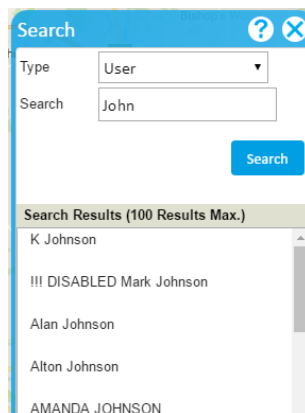 Search ?
Type User
Search John
Search
Search Results (100 Results Max.)
K Johnson
!!! DISABLED Mark Johnson
Alan Johnson
Alton Johnson
AMANDA JOHNSON